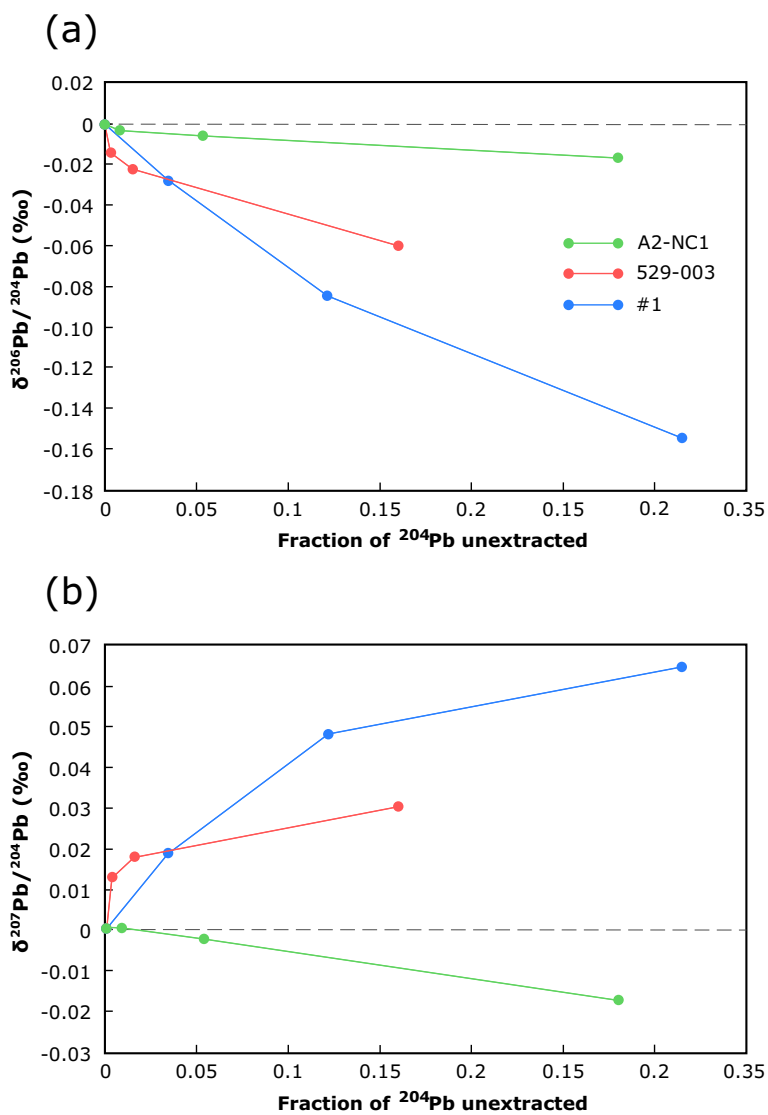 (a)
0.02
0
-0.02
-0.04
-0.06
-0.08
-0.10
-0.12
-0.14
-0.16
-0.18
δ²⁰⁶Pb/²⁰⁴Pb (‰)
A2-NC1
529-003
#1
0 0.05 0.1 0.15 0.2 0.15 0.2 0.35
Fraction of ²⁰⁴Pb unextracted
(b)
0.07
0.06
0.05
0.04
0.03
0.02
0.01
0
-0.01
-0.02
-0.03
δ²⁰⁷Pb/²⁰⁴Pb (‰)
0 0.05 0.1 0.15 0.2 0.15 0.2 0.35
Fraction of ²⁰⁴Pb unextracted